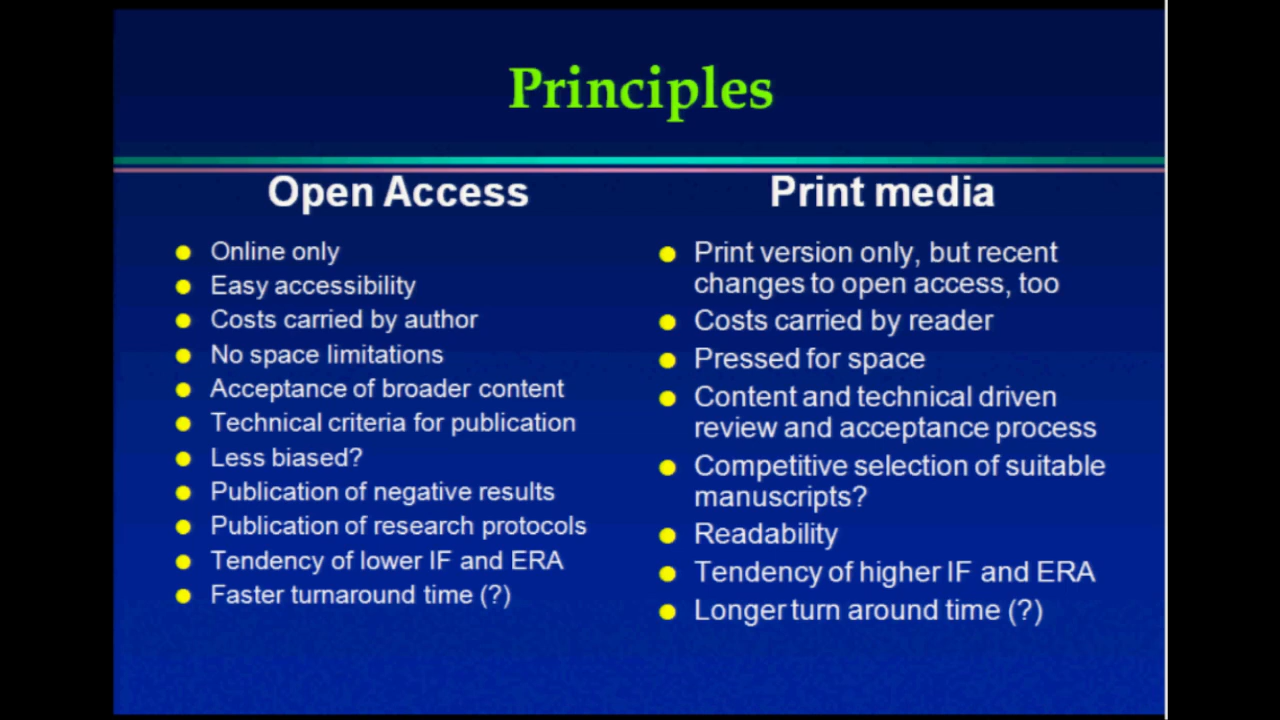 Principles
Open Access
Online only
Easy accessibility
Costs carried by author
No space limitations
Acceptance of broader content
Technical criteria for publication
Less biased?
Publication of negative results
Publication of research protocols
Tendency of lower IF and ERA
Faster turnaround time (?)
Print media
Print version only, but recent
changes to open access, too
Costs carried by reader
Pressed for space
Content and technical driven
review and acceptance process
Competitive selection of suitable
manuscripts?
Readability
Tendency of higher IF and ERA
Longer turn around time (?)